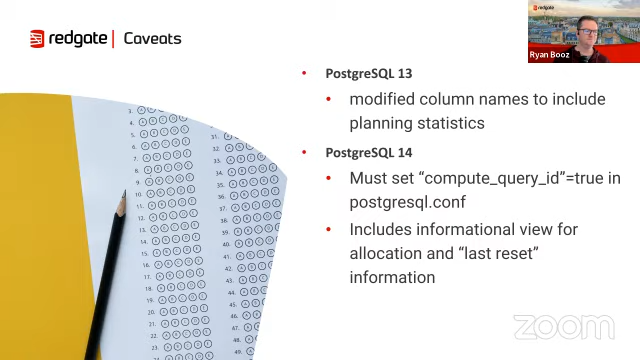 redgate | Caveats
redgate
Ryan Booz
• PostgreSQL 13
• modified column names to include
planning statistics
• PostgreSQL 14
• Must set “compute_query_id”=true in
postgresql.conf
• Includes informational view for
allocation and “last reset”
information
zoom